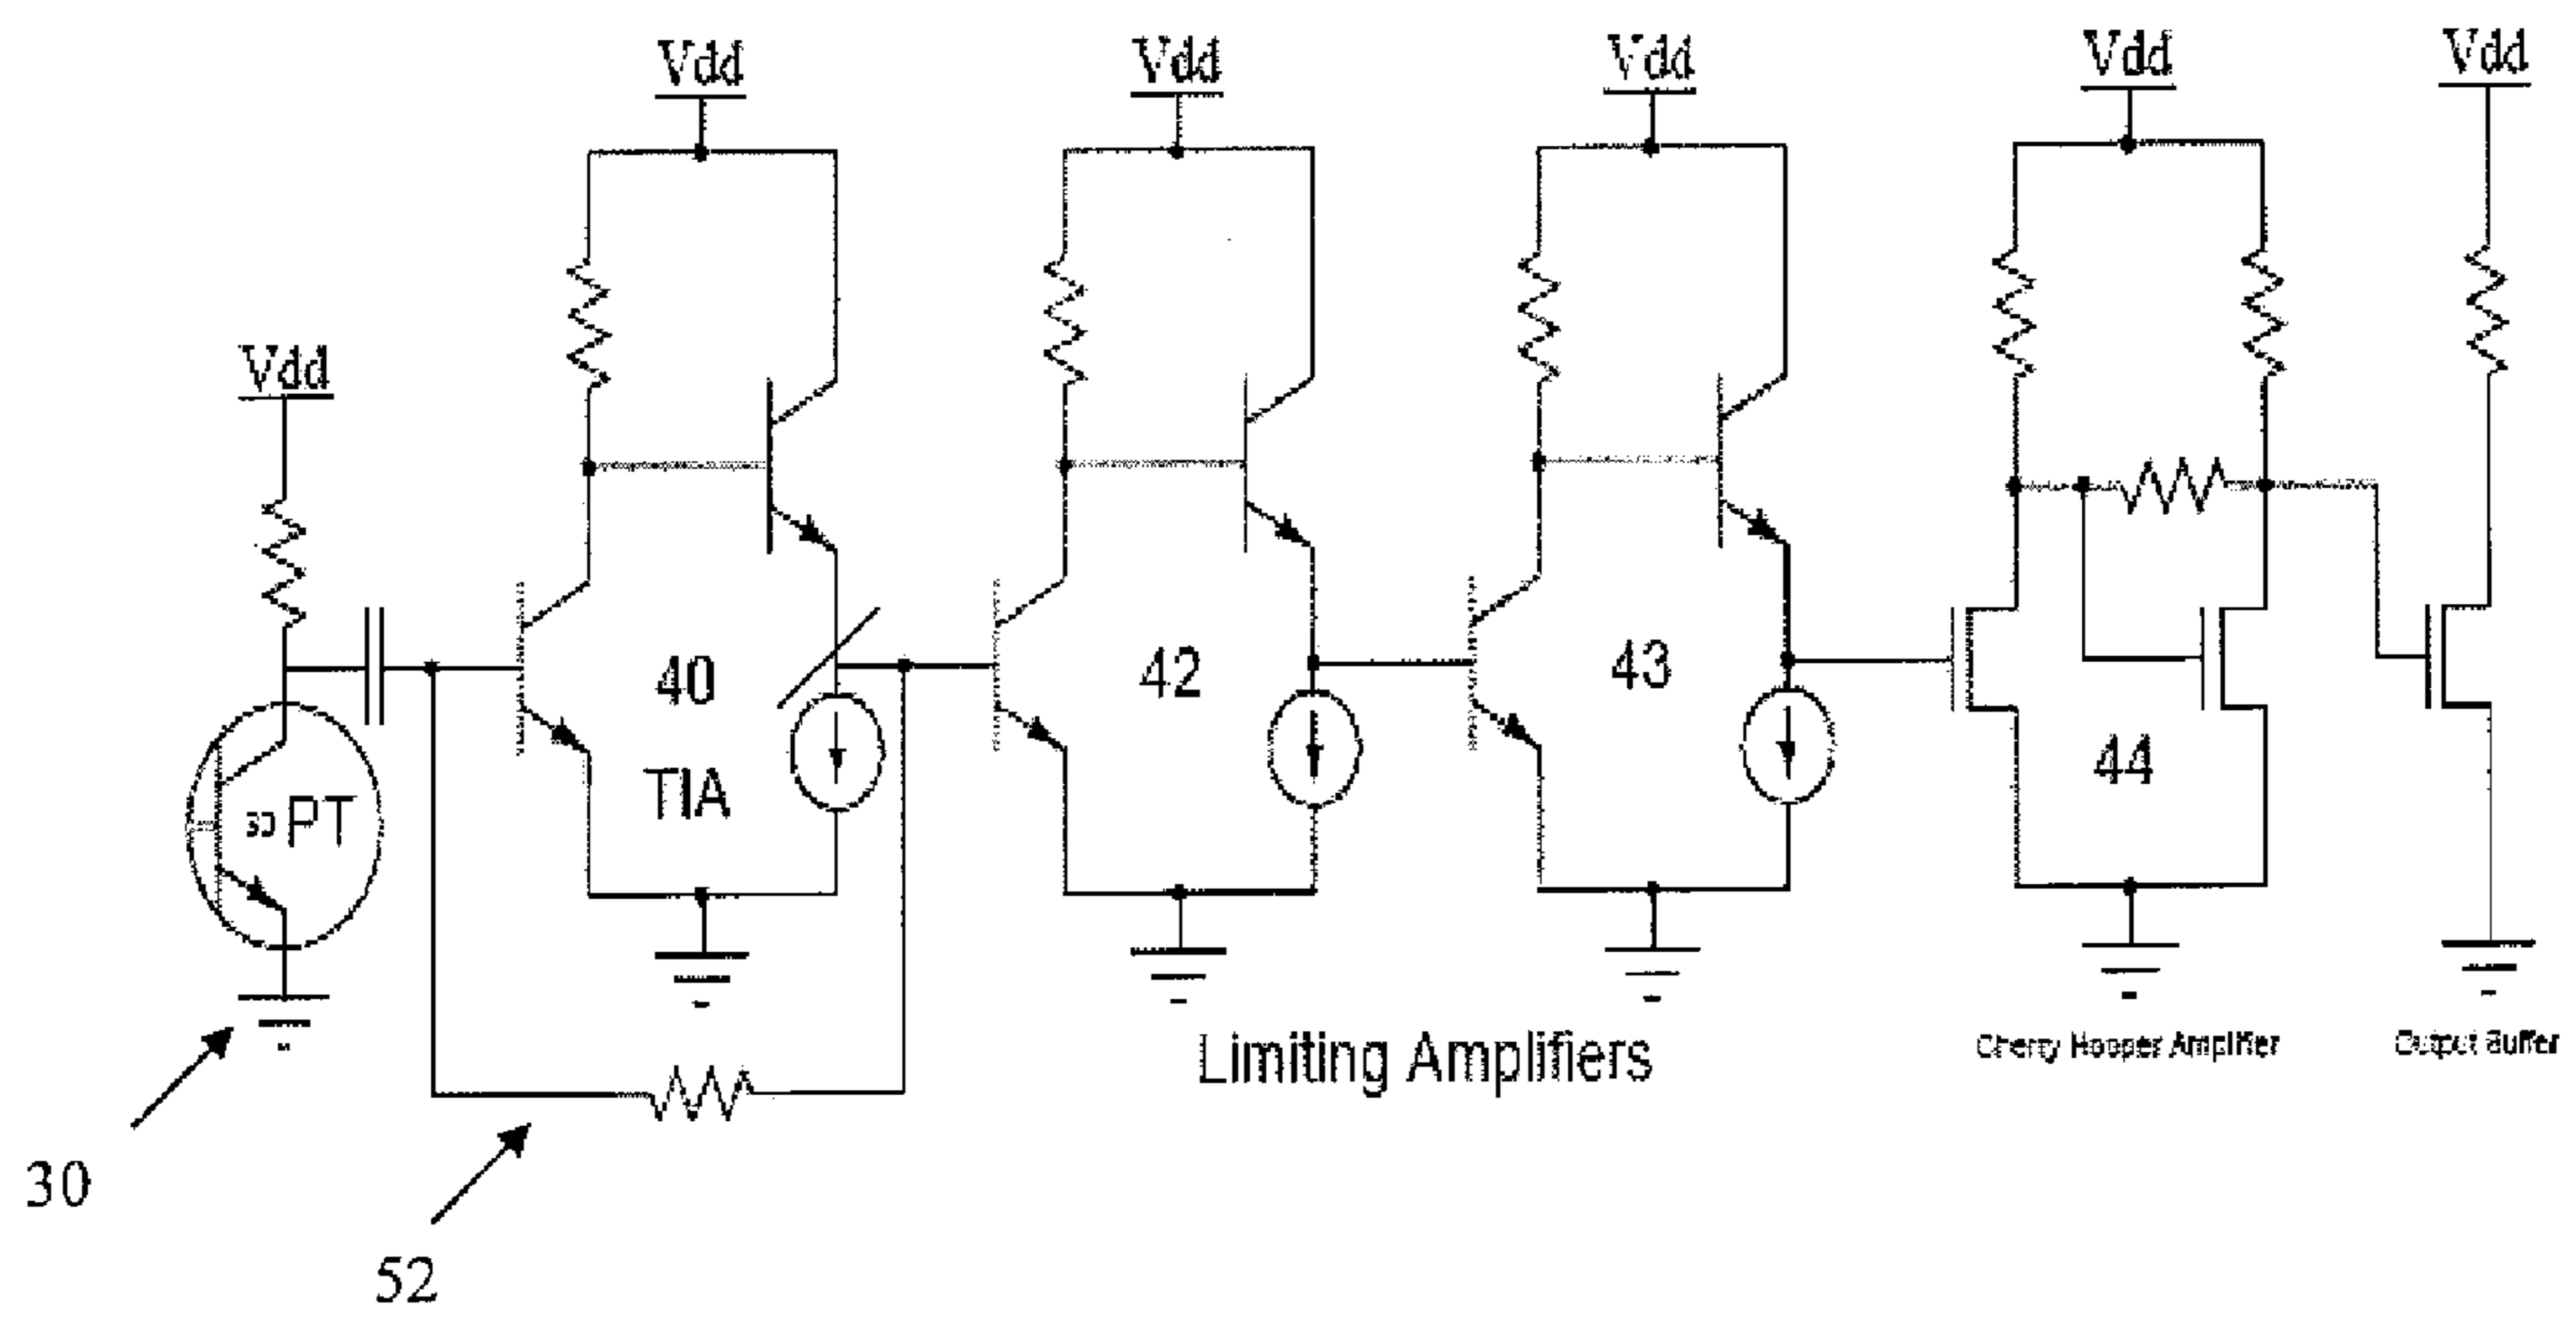 Vdd
Vdd
Vdd
Vdd
Vdd
Vdd
PT
40
TIA
42
43
44
Limiting Amplifiers
Cherry Hooper Amplifier
Output Buffer
30
52